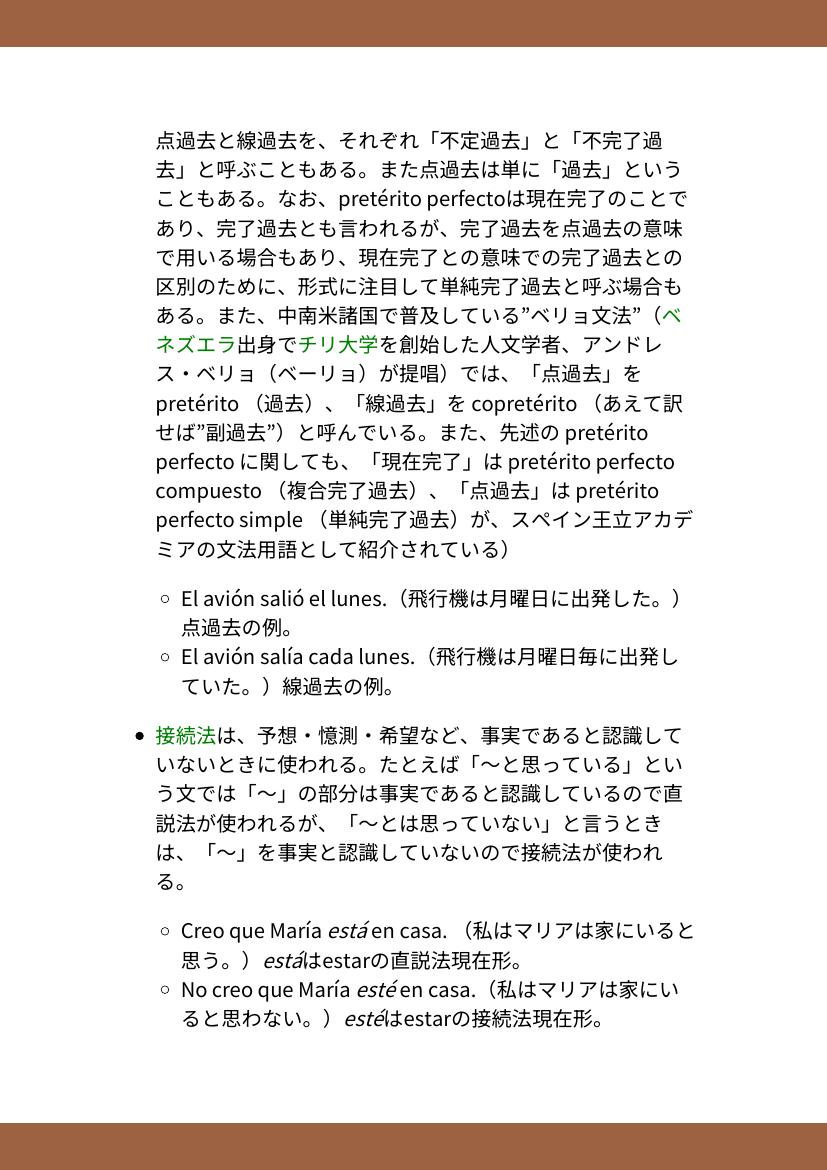 点過去と線過去を、それぞれ「不定過去」と「不完了過
去」と呼ぶこともある。また点過去は単に「過去」という
こともある。なお、pretérito perfectoは現在完了のことで
あり、完了過去とも言われるが、完了過去を点過去の意味
で用いる場合もあり、現在完了との意味での完了過去との
区別のために、形式に注目して単純完了過去と呼ぶ場合も
ある。また、中南米諸国で普及している”ベリョ文法”（ベ
ネズエラ出身でチリ大学を創始した人文学者、アンドレ
ス・ベリョ（ベーリョ）が提唱）では、「点過去」を
pretérito （過去）、「線過去」を copretérito （あえて訳
せば”副過去”）と呼んでいる。また、先述の pretérito
perfecto に関しても、「現在完了」は pretérito perfecto
compuesto （複合完了過去）、「点過去」は pretérito
perfecto simple （単純完了過去）が、スペイン王立アカデ
ミアの文法用語として紹介されている）
◦ El avión salió el lunes.（飛行機は月曜日に出発した。）
点過去の例。
◦ El avión salía cada lunes.（飛行機は月曜日毎に出発し
ていた。）線過去の例。
• 接続法は、予想・憶測・希望など、事実であると認識して
いないときに使われる。たとえば「〜と思っている」とい
う文では「〜」の部分は事実であると認識しているので直
説法が使われるが、「〜とは思っていない」と言うとき
は、「〜」を事実と認識していないので接続法が使われ
る。
◦ Creo que María está en casa. （私はマリアは家にいると
思う。）estáはestarの直説法現在形。
◦ No creo que María esté en casa.（私はマリアは家にい
ると思わない。）estéはestarの接続法現在形。